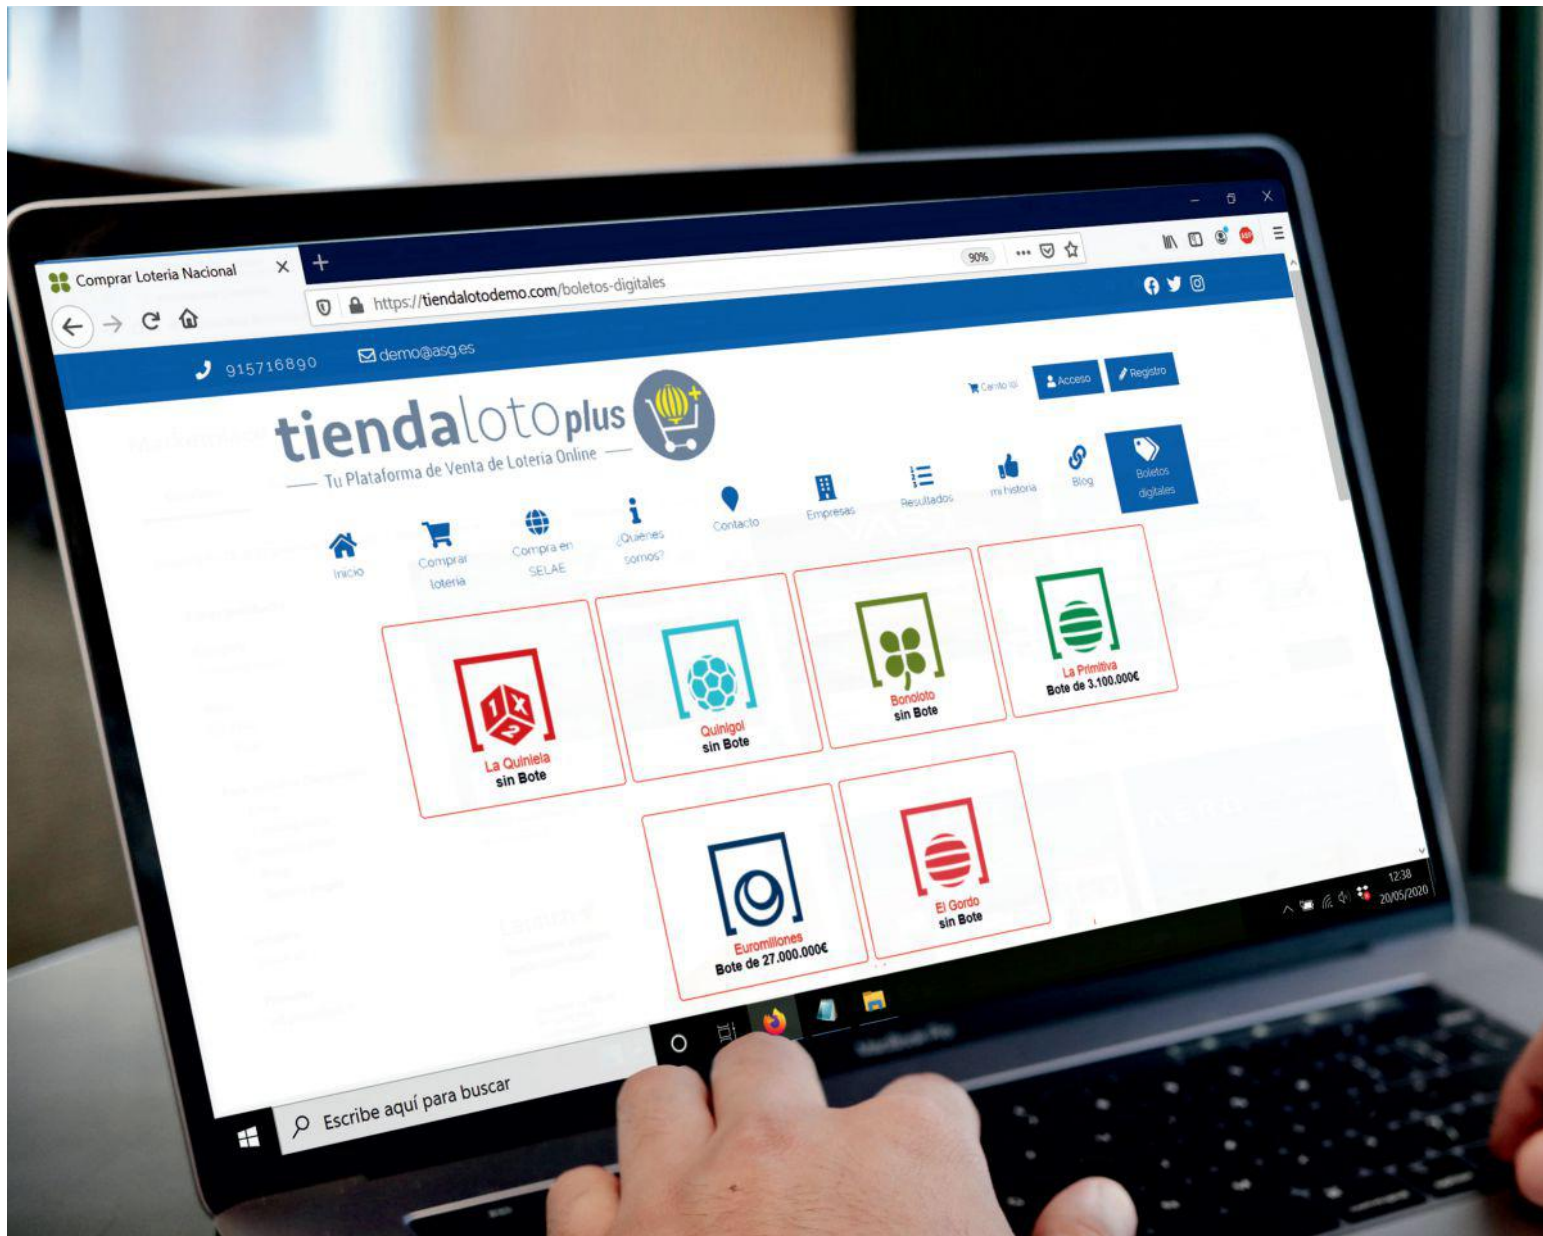 Comprar Loteria Nacional
https://tiendalotodemo.com/boletos-digitales
90%
915716890
demo@asg.es
tiendalotoplus
Tu Plataforma de Venta de Loteria Online
Acceso
Registro
Inicio
Comprar
loteria
Compra en
SELAE
¿Quiénes
somos?
Contacto
Empresas
Resultados
mi historia
Blog
Boletos
digitales
1X2
La Quiniela
sin Bote
Quinigol
sin Bote
Bonoloto
sin Bote
La Primitiva
Bote de 3.100.000€
Euromillones
Bote de 27.000.000€
El Gordo
sin Bote
Escribe aquí para buscar
12:38
20/05/2020